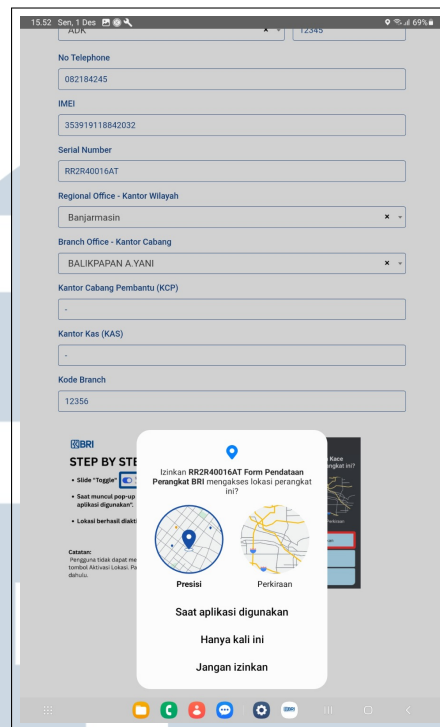 15.52 Sen, 1 Des 69%
ADK 12345
No Telephone
082184245
IMEI
353919118842032
Serial Number
RR2R40016AT
Regional Office - Kantor Wilayah
Banjarmasin
Branch Office - Kantor Cabang
BALIKPAPAN A.YANI
Kantor Cabang Pembantu (KCP)
-
Kantor Kas (KAS)
-
Kode Branch
12356
BRI
STEP BY STE
• Slide "Toggle"
• Saat muncul pop-up
aplikasi digunakan".
• Lokasi berhasil diakti
Catatan:
Pengguna tidak dapat me
tombol Aktivasi Lokasi. Pa
dahulu.
Kace
angkat ini?
Perkiraan
Izinkan RR2R40016AT Form Pendataan
Perangkat BRI mengakses lokasi perangkat
ini?
Presisi Perkiraan
Saat aplikasi digunakan
Hanya kali ini
Jangan izinkan
BRI